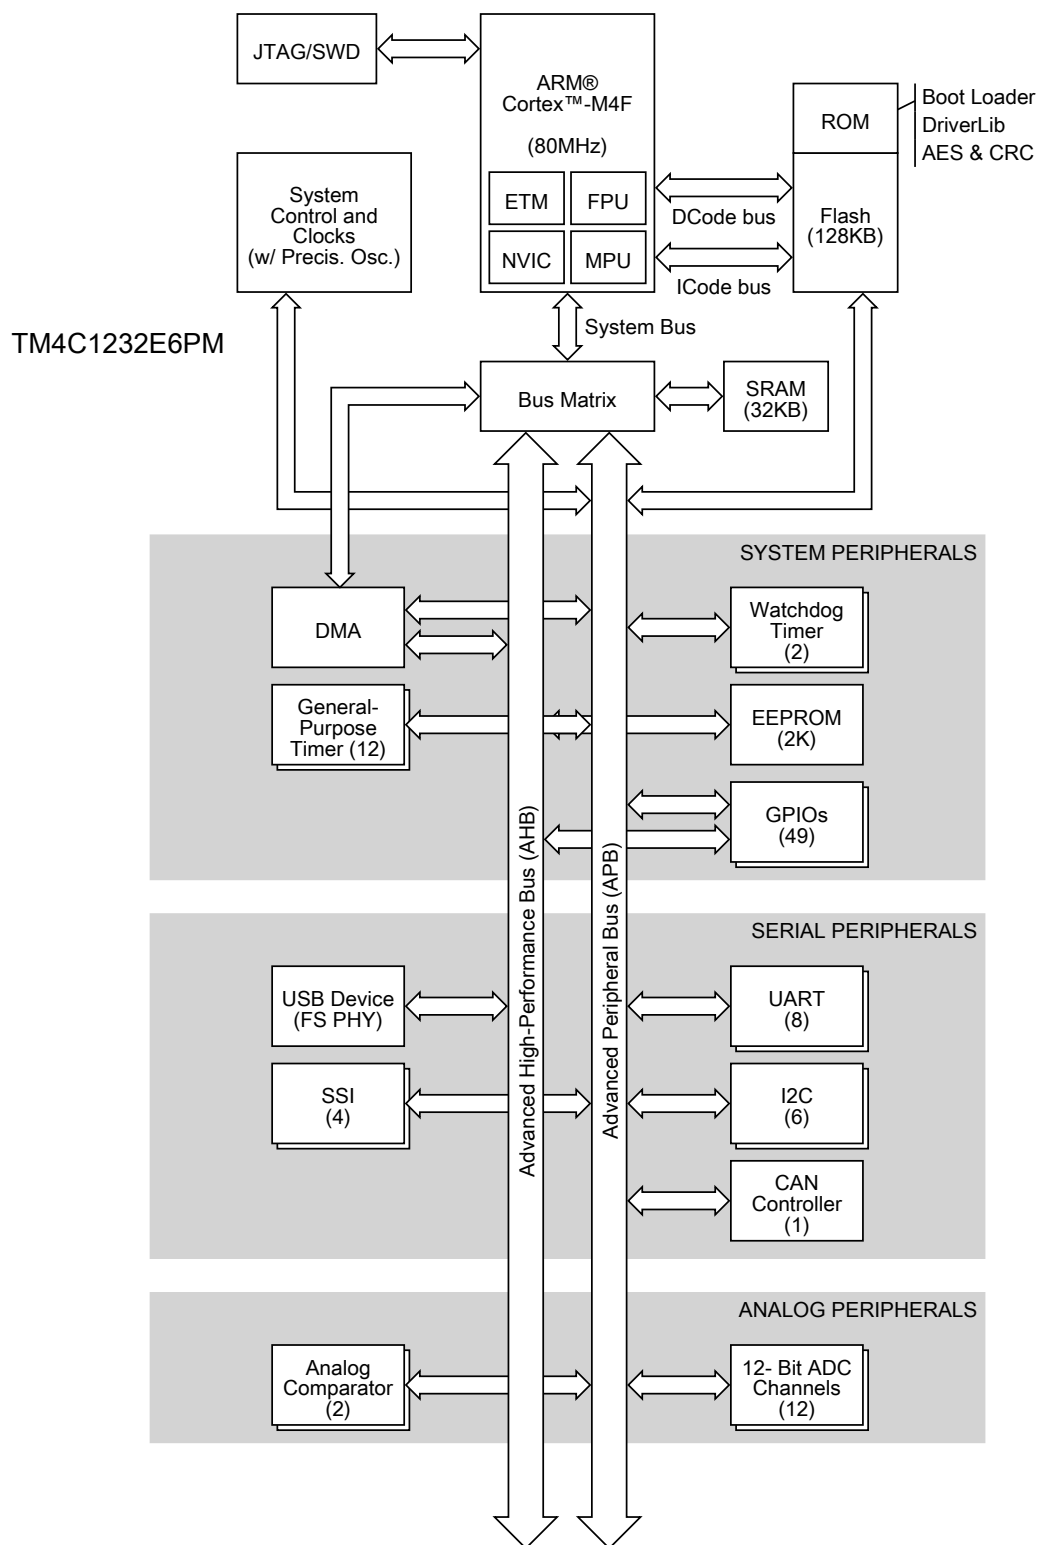 JTAG/SWD
ARM®
Cortex™-M4F
(80MHz)
ETM
FPU
NVIC
MPU
ROM
Boot Loader
DriverLib
AES & CRC
Flash
(128KB)
DCode bus
ICode bus
System
Control and
Clocks
(w/ Precis. Osc.)
TM4C1232E6PM
System Bus
Bus Matrix
SRAM
(32KB)
SYSTEM PERIPHERALS
DMA
Watchdog
Timer
(2)
General-
Purpose
Timer (12)
EEPROM
(2K)
GPIOs
(49)
Advanced High-Performance Bus (AHB)
Advanced Peripheral Bus (APB)
SERIAL PERIPHERALS
USB Device
(FS PHY)
UART
(8)
SSI
(4)
I2C
(6)
CAN
Controller
(1)
ANALOG PERIPHERALS
Analog
Comparator
(2)
12- Bit ADC
Channels
(12)